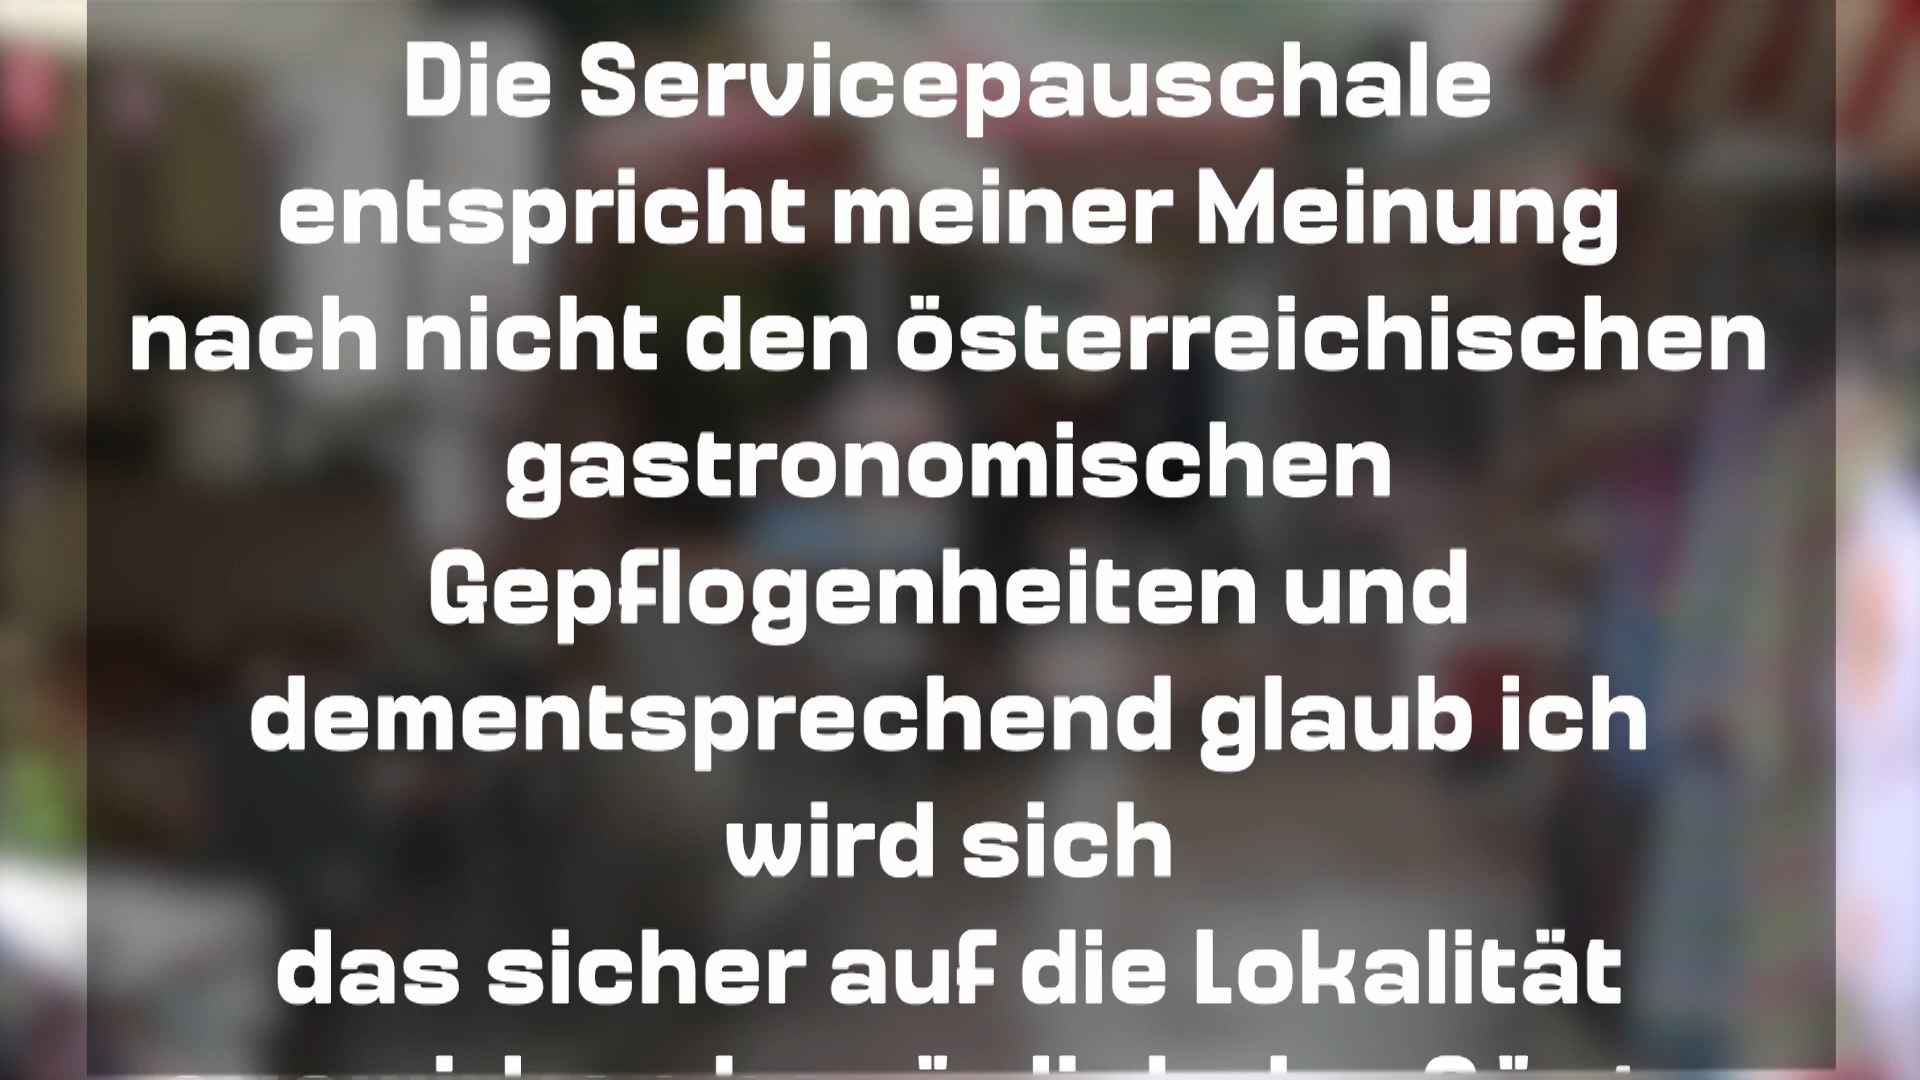 Die Servicepauschale
entspricht meiner Meinung
nach nicht den österreichischen
gastronomischen
Gepflogenheiten und
dementsprechend glaub ich
wird sich
das sicher auf die Lokalität